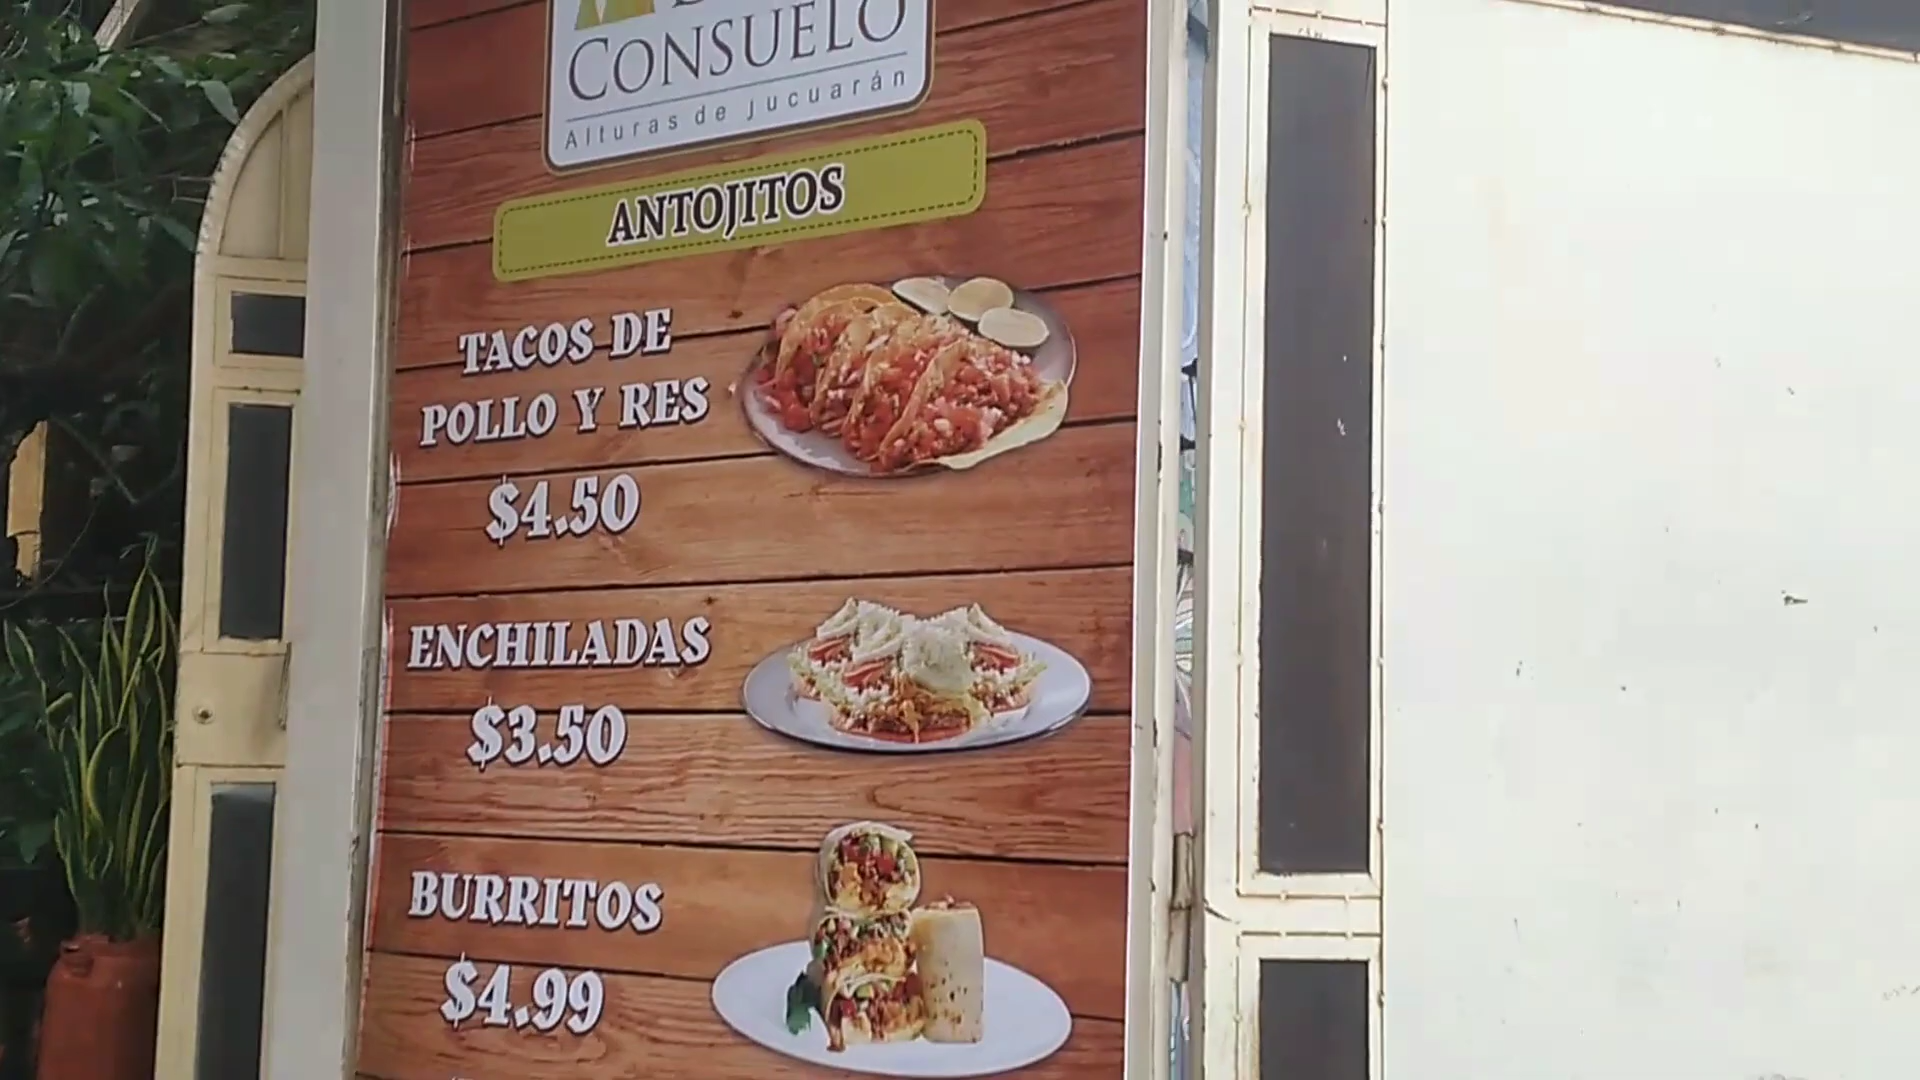 CONSUELO
Alturas de Jucuarán
ANTOJITOS
TACOS DE
POLLO Y RES
$4.50
ENCHILADAS
$3.50
BURRITOS
$4.99